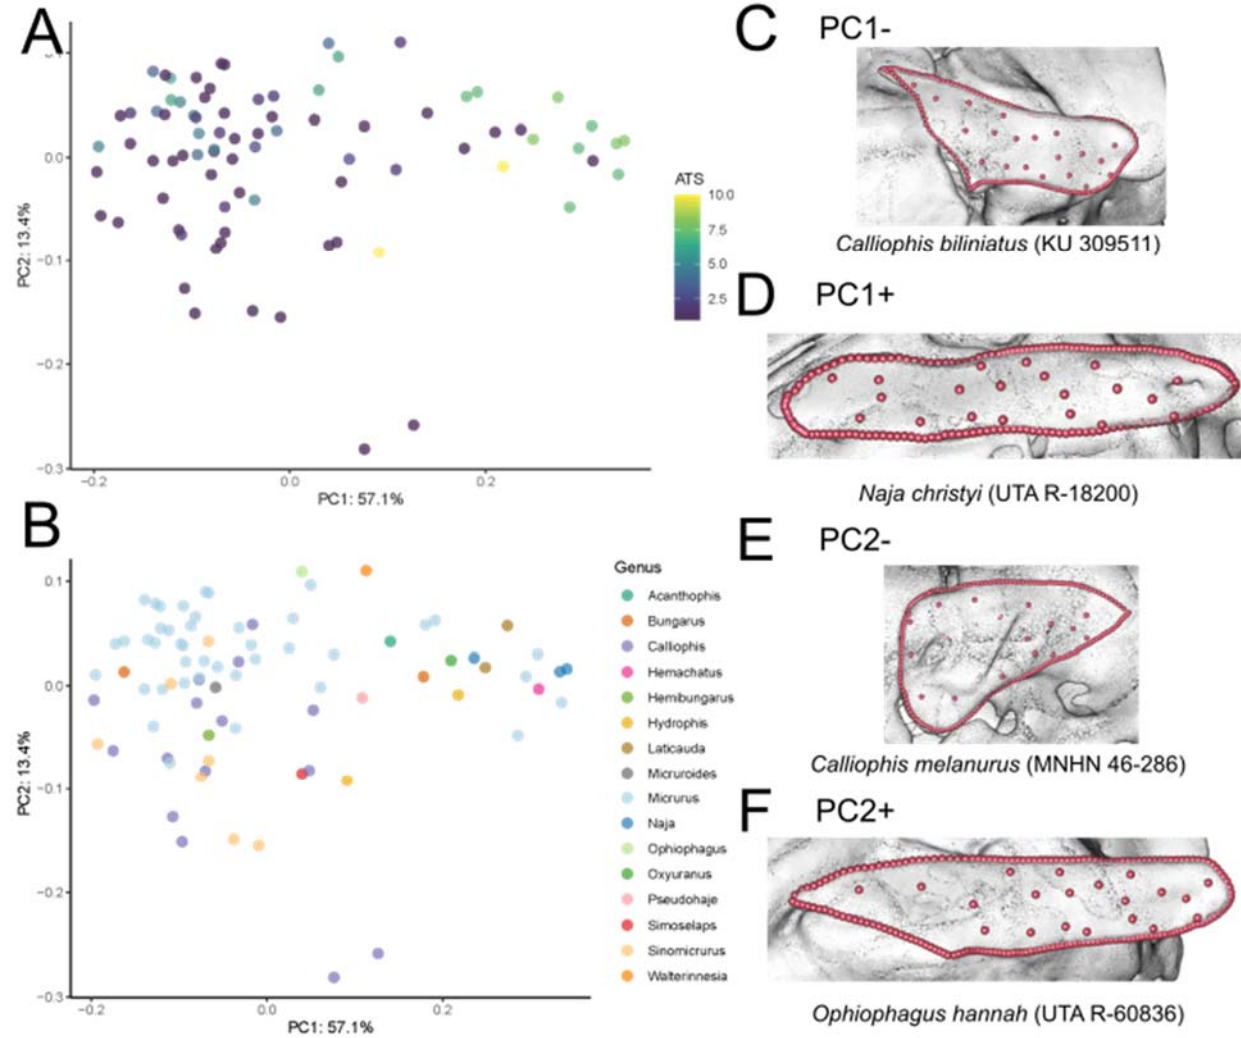 A
0.0
−0.1
−0.2
−0.3
PC2: 13.4%
−0.2
0.0
0.2
PC1: 57.1%
ATS
10.0
7.5
5.0
2.5
B
0.1
0.0
−0.1
−0.2
−0.3
PC2: 13.4%
−0.2
0.0
0.2
PC1: 57.1%
Genus
Acanthophis
Bungarus
Calliophis
Hemachatus
Hemibungarus
Hydrophis
Laticauda
Micruroides
Micrurus
Naja
Ophiophagus
Oxyuranus
Pseudohaje
Simoselaps
Sinomicrurus
Walterinnesia
C PC1-
Calliophis biliniatus (KU 309511)
D PC1+
Naja christyi (UTA R-18200)
E PC2-
Calliophis melanurus (MNHN 46-286)
F PC2+
Ophiophagus hannah (UTA R-60836)